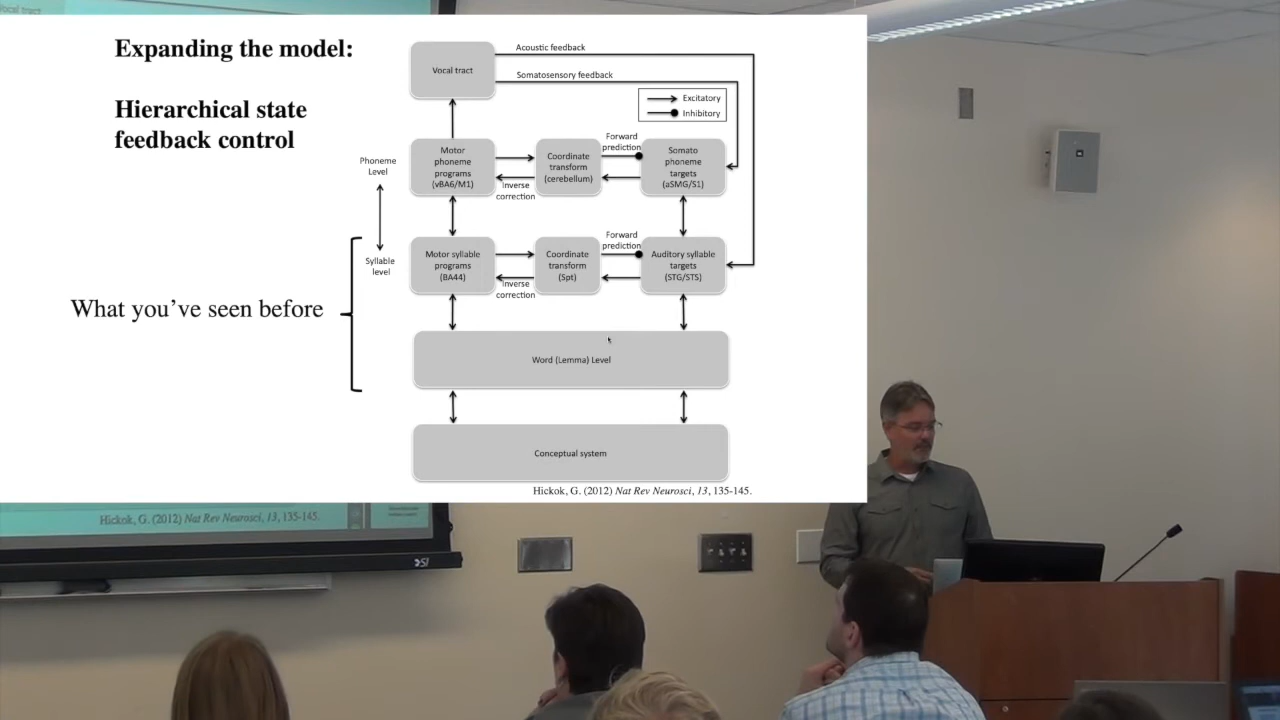 vocal tract
Expanding the model:
Hierarchical state
feedback control
Acoustic feedback
Vocal tract
Somatosensory feedback
Excitatory
Inhibitory
Phoneme
Level
Motor
phoneme
programs
(vBA6/M1)
Coordinate
transform
(cerebellum)
Forward
prediction
Somato
phoneme
targets
(aSMG/S1)
Inverse
correction
Syllable
level
Motor syllable
programs
(BA44)
Coordinate
transform
(Spt)
Forward
prediction
Auditory syllable
targets
(STG/STS)
Inverse
correction
What you've seen before
Word (Lemma) Level
Conceptual system
Hickok, G. (2012) Nat Rev Neurosci, 13, 135-145.
Hickok, G. (2012) Nat Rev Neurosci, 13, 135-145.